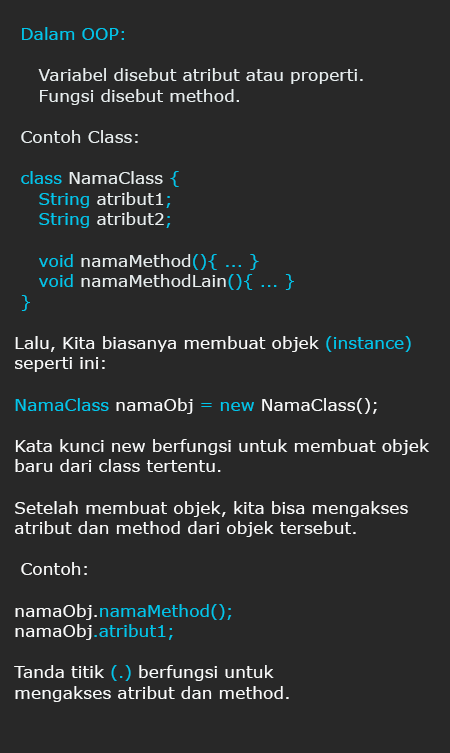 Dalam OOP:
Variabel disebut atribut atau properti.
Fungsi disebut method.
Contoh Class:
class NamaClass {
String atribut1;
String atribut2;
void namaMethod(){ ... }
void namaMethodLain(){ ... }
}
Lalu, Kita biasanya membuat objek (instance)
seperti ini:
NamaClass namaObj = new NamaClass();
Kata kunci new berfungsi untuk membuat objek
baru dari class tertentu.
Setelah membuat objek, kita bisa mengakses
atribut dan method dari objek tersebut.
Contoh:
namaObj.namaMethod();
namaObj.atribut1;
Tanda titik (.) berfungsi untuk
mengakses atribut dan method.